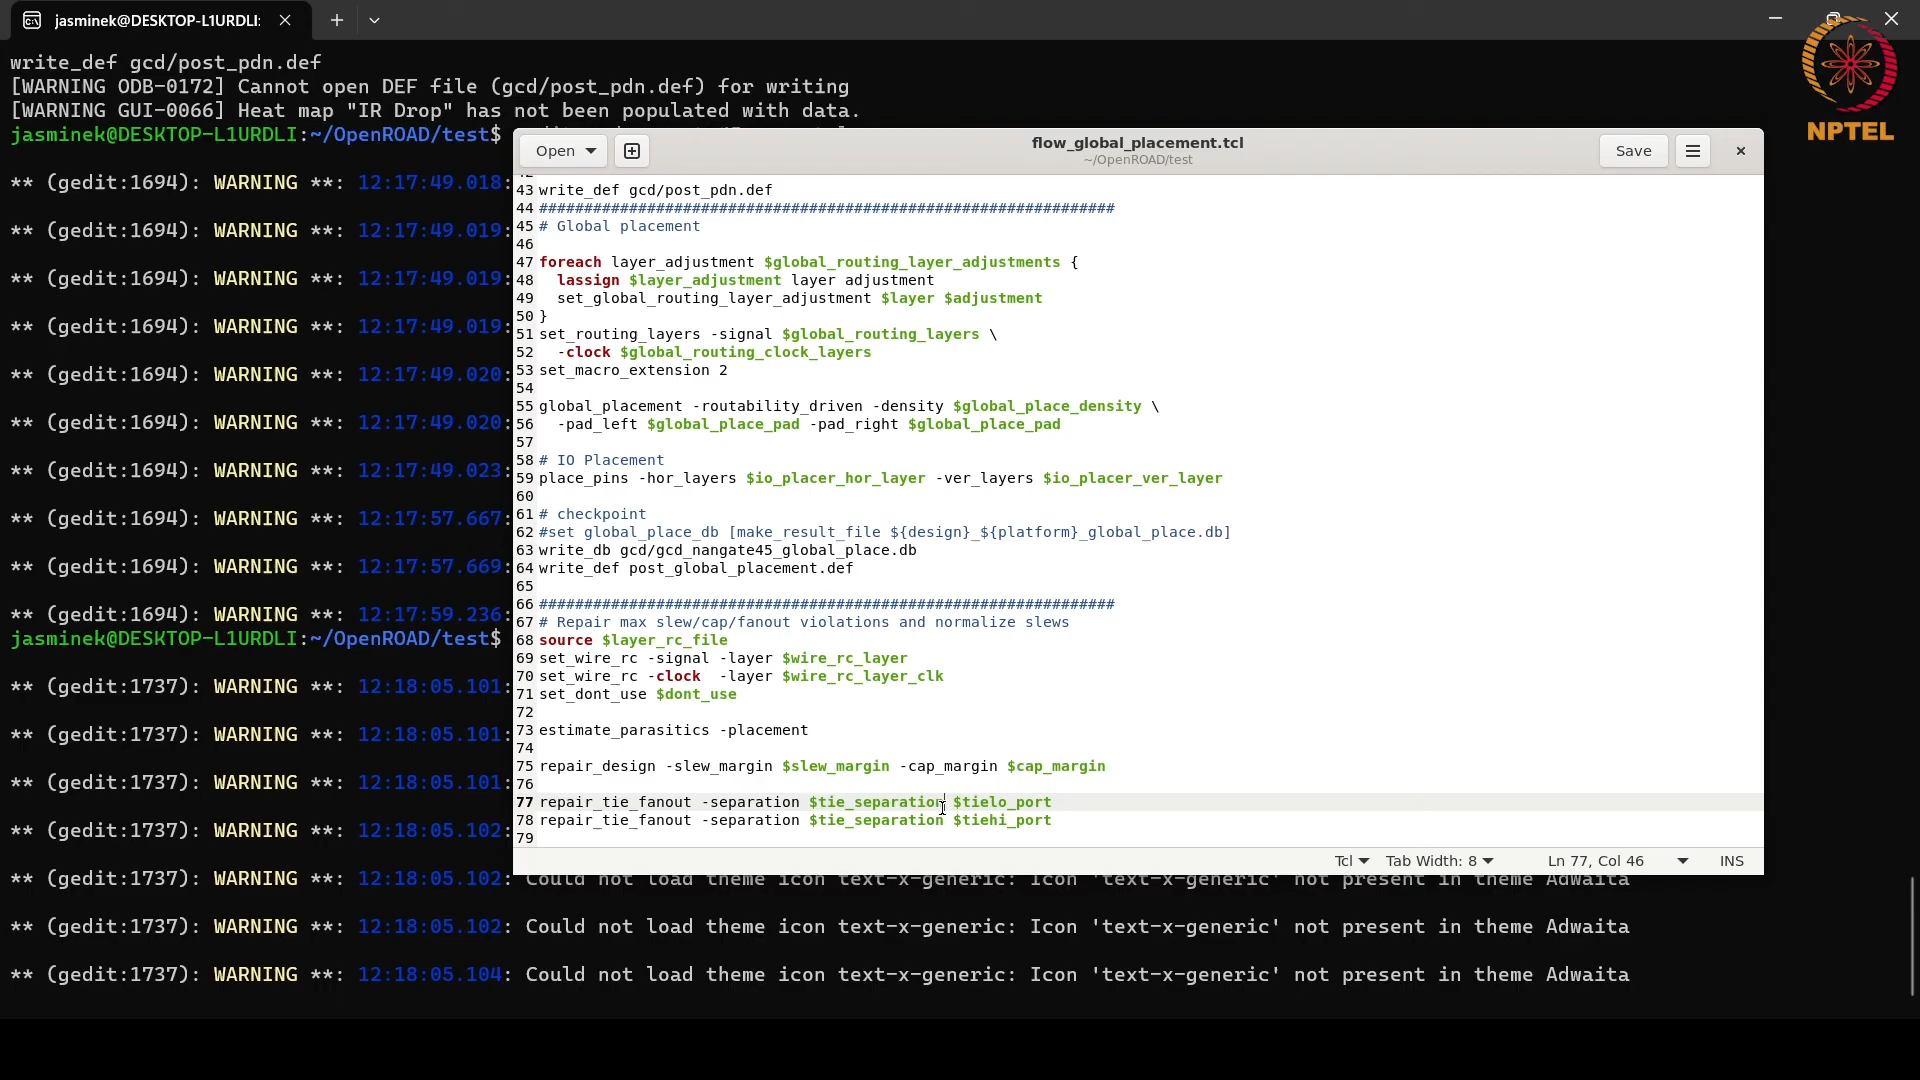 jasminek@DESKTOP-L1URDLI:
write_def gcd/post_pdn.def
[WARNING ODB-0172] Cannot open DEF file (gcd/post_pdn.def) for writing
[WARNING GUI-0066] Heat map "IR Drop" has not been populated with data.
jasminek@DESKTOP-L1URDLI:~/OpenROAD/test$
NPTEL
** (gedit:1694): WARNING **: 12:17:49.018:
** (gedit:1694): WARNING **: 12:17:49.019:
** (gedit:1694): WARNING **: 12:17:49.019:
** (gedit:1694): WARNING **: 12:17:49.019:
** (gedit:1694): WARNING **: 12:17:49.020:
** (gedit:1694): WARNING **: 12:17:49.020:
** (gedit:1694): WARNING **: 12:17:49.023:
** (gedit:1694): WARNING **: 12:17:57.667:
** (gedit:1694): WARNING **: 12:17:57.669:
** (gedit:1694): WARNING **: 12:17:59.236:
jasminek@DESKTOP-L1URDLI:~/OpenROAD/test$
** (gedit:1737): WARNING **: 12:18:05.101:
** (gedit:1737): WARNING **: 12:18:05.101:
** (gedit:1737): WARNING **: 12:18:05.101:
** (gedit:1737): WARNING **: 12:18:05.102:
** (gedit:1737): WARNING **: 12:18:05.102: Could not load theme icon text-x-generic: Icon 'text-x-generic' not present in theme Adwaita
** (gedit:1737): WARNING **: 12:18:05.102: Could not load theme icon text-x-generic: Icon 'text-x-generic' not present in theme Adwaita
** (gedit:1737): WARNING **: 12:18:05.104: Could not load theme icon text-x-generic: Icon 'text-x-generic' not present in theme Adwaita
Open
flow_global_placement.tcl
~/OpenROAD/test
Save
43 write_def gcd/post_pdn.def
44 ################################################################
45 # Global placement
46
47 foreach layer_adjustment $global_routing_layer_adjustments {
48   lassign $layer_adjustment layer adjustment
49   set_global_routing_layer_adjustment $layer $adjustment
50 }
51 set_routing_layers -signal $global_routing_layers \
52   -clock $global_routing_clock_layers
53 set_macro_extension 2
54
55 global_placement -routability_driven -density $global_place_density \
56   -pad_left $global_place_pad -pad_right $global_place_pad
57
58 # IO Placement
59 place_pins -hor_layers $io_placer_hor_layer -ver_layers $io_placer_ver_layer
60
61 # checkpoint
62 #set global_place_db [make_result_file ${design}_${platform}_global_place.db]
63 write_db gcd/gcd_nangate45_global_place.db
64 write_def post_global_placement.def
65
66 ################################################################
67 # Repair max slew/cap/fanout violations and normalize slews
68 source $layer_rc_file
69 set_wire_rc -signal -layer $wire_rc_layer
70 set_wire_rc -clock  -layer $wire_rc_layer_clk
71 set_dont_use $dont_use
72
73 estimate_parasitics -placement
74
75 repair_design -slew_margin $slew_margin -cap_margin $cap_margin
76
77 repair_tie_fanout -separation $tie_separation $tielo_port
78 repair_tie_fanout -separation $tie_separation $tiehi_port
79
Tcl Tab Width: 8 Ln 77, Col 46 INS